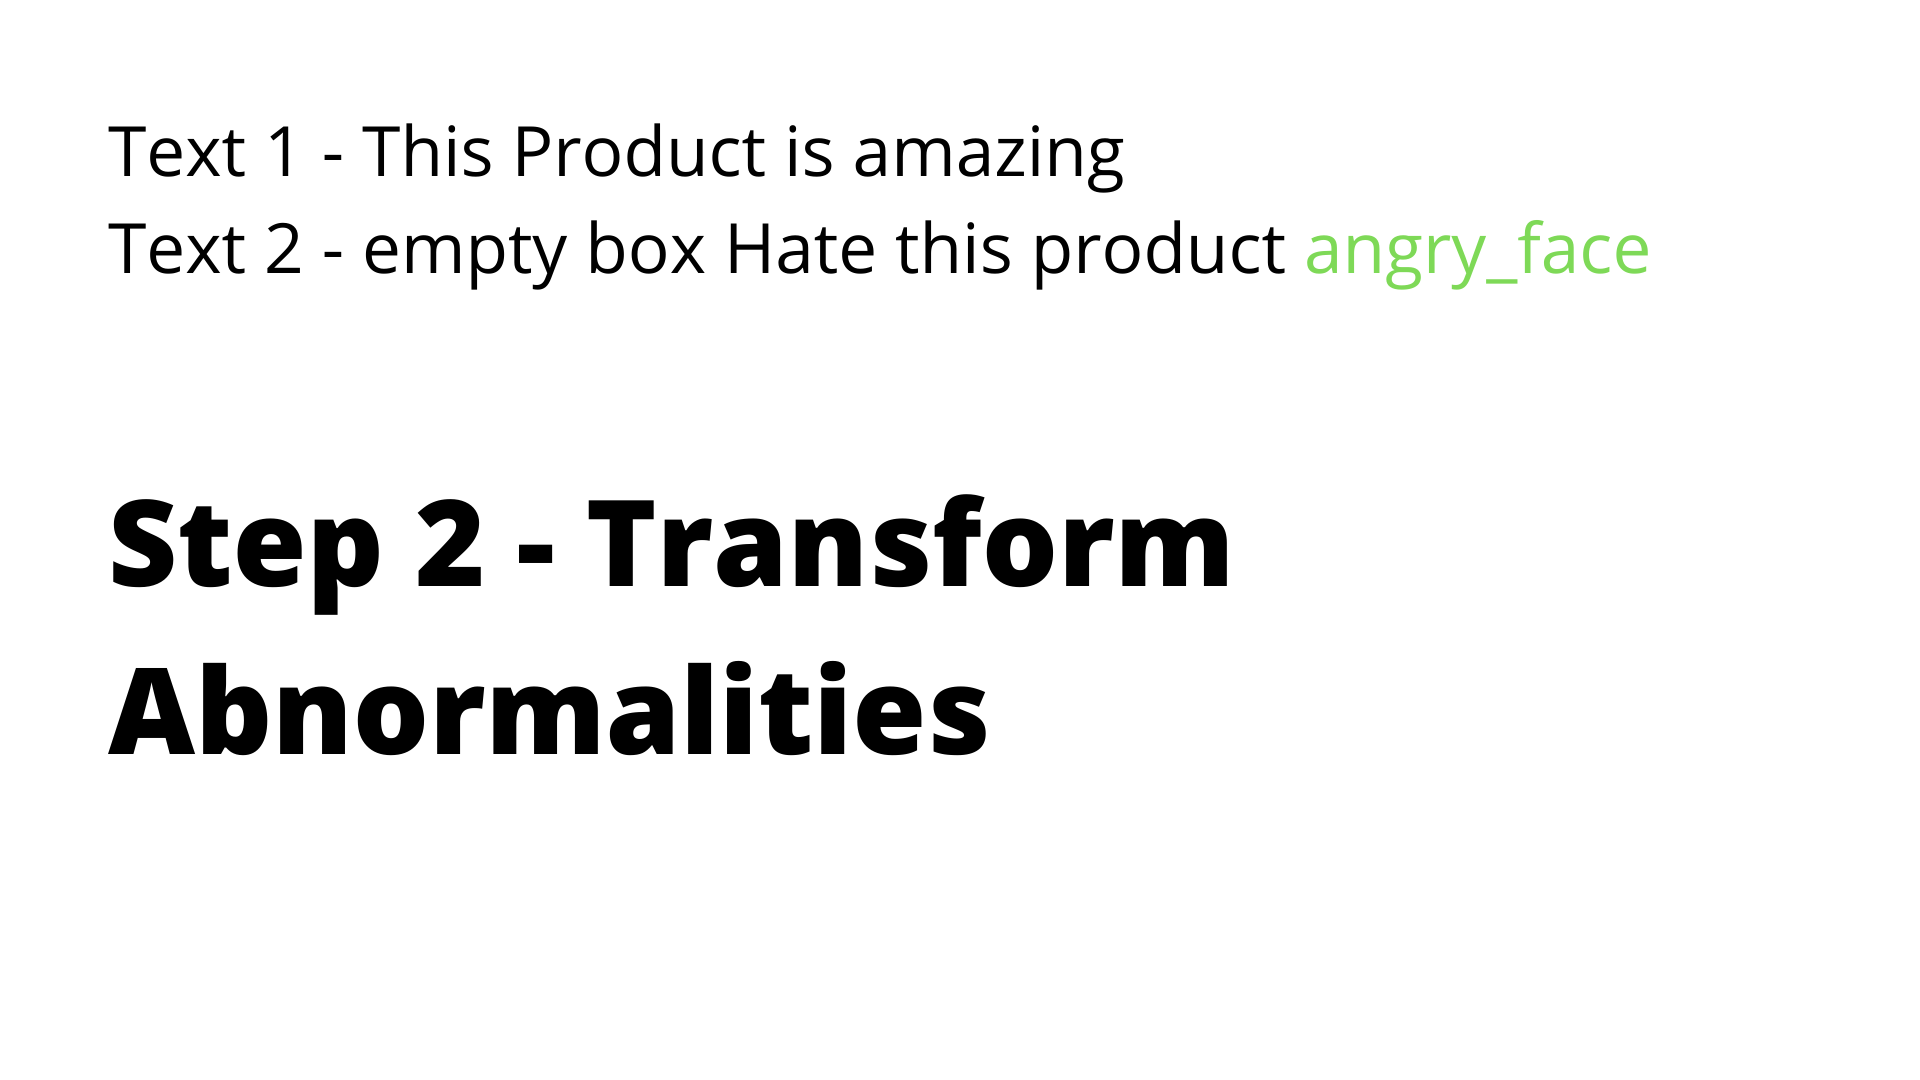 Text 1 - This Product is amazing
Text 2 - empty box Hate this product angry_face
Step 2 - Transform
Abnormalities